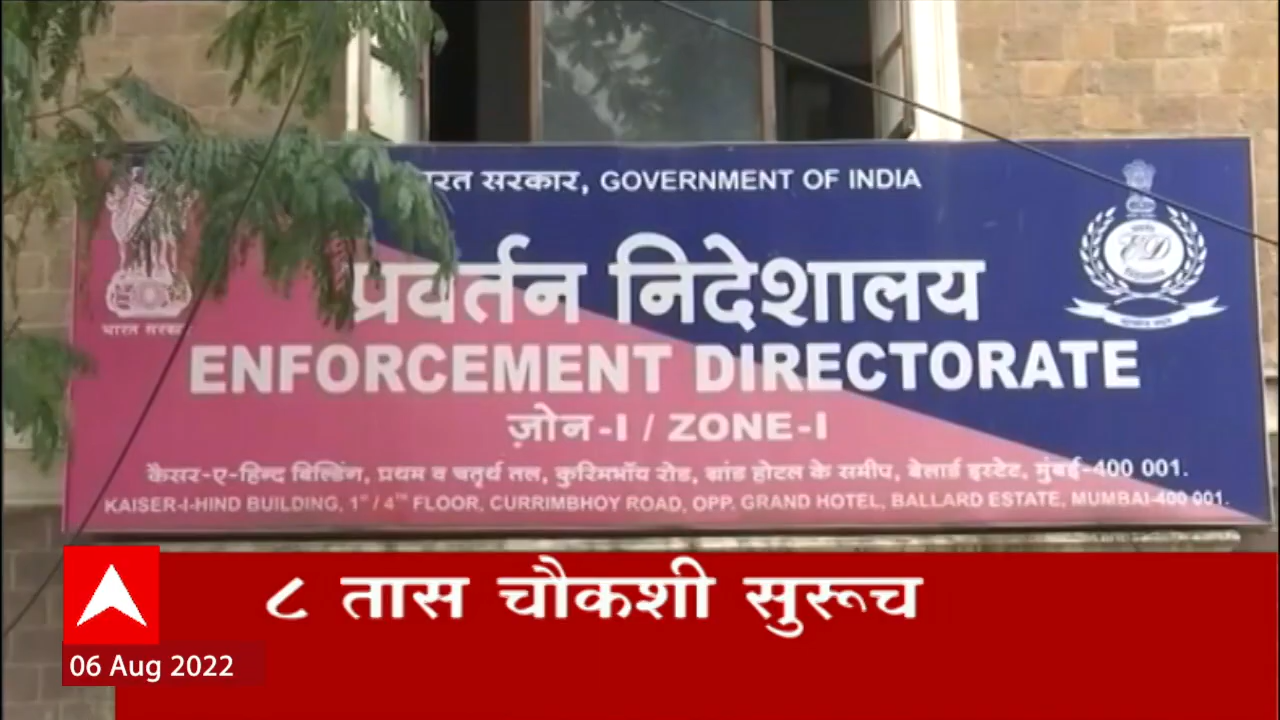 रत सरकार, GOVERNMENT OF INDIA
प्रवर्तन निदेशालय
भारत सरकार
ENFORCEMENT DIRECTORATE
ज़ोन-I / ZONE-I
कैसर-ए-हिन्द बिल्डिंग, प्रथम व चतुर्थ तल, कुरिमभॉय रोड, ग्रांड होटल के समीप, बेलार्ड इस्टेट, मुंबई-400 001.
KAISER-I-HIND BUILDING, 1ST / 4TH FLOOR, CURRIMBHOY ROAD, OPP. GRAND HOTEL, BALLARD ESTATE, MUMBAI-400 001.
८ तास चौकशी सुरूच
06 Aug 2022